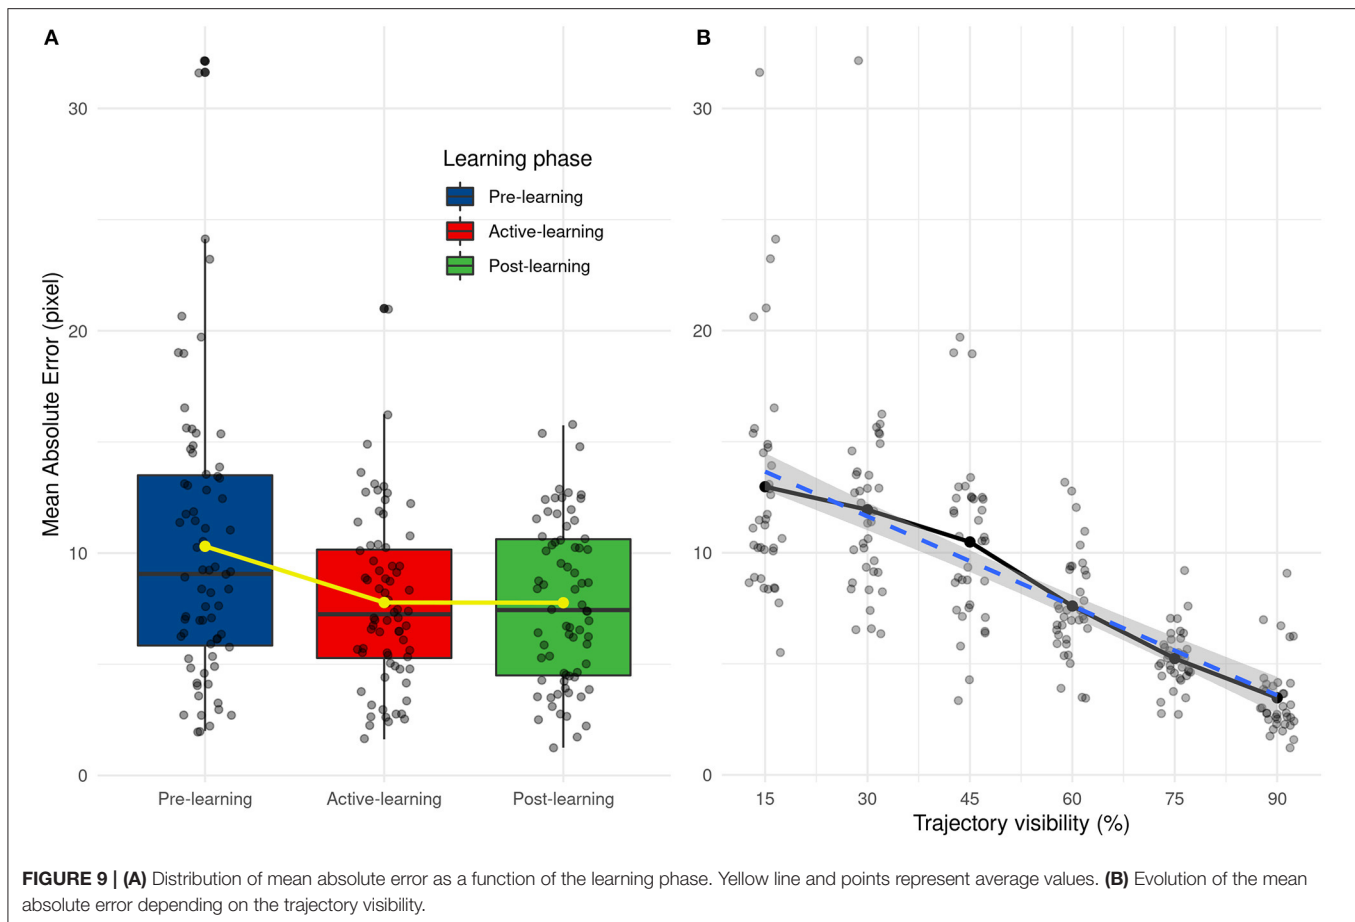 A
B
30
20
10
0
Mean Absolute Error (pixel)
Learning phase
Pre-learning
Active-learning
Post-learning
Pre-learning Active-learning Post-learning
30
20
10
0
15 30 45 60 75 90
Trajectory visibility (%)
FIGURE 9 | (A) Distribution of mean absolute error as a function of the learning phase. Yellow line and points represent average values. (B) Evolution of the mean
absolute error depending on the trajectory visibility.